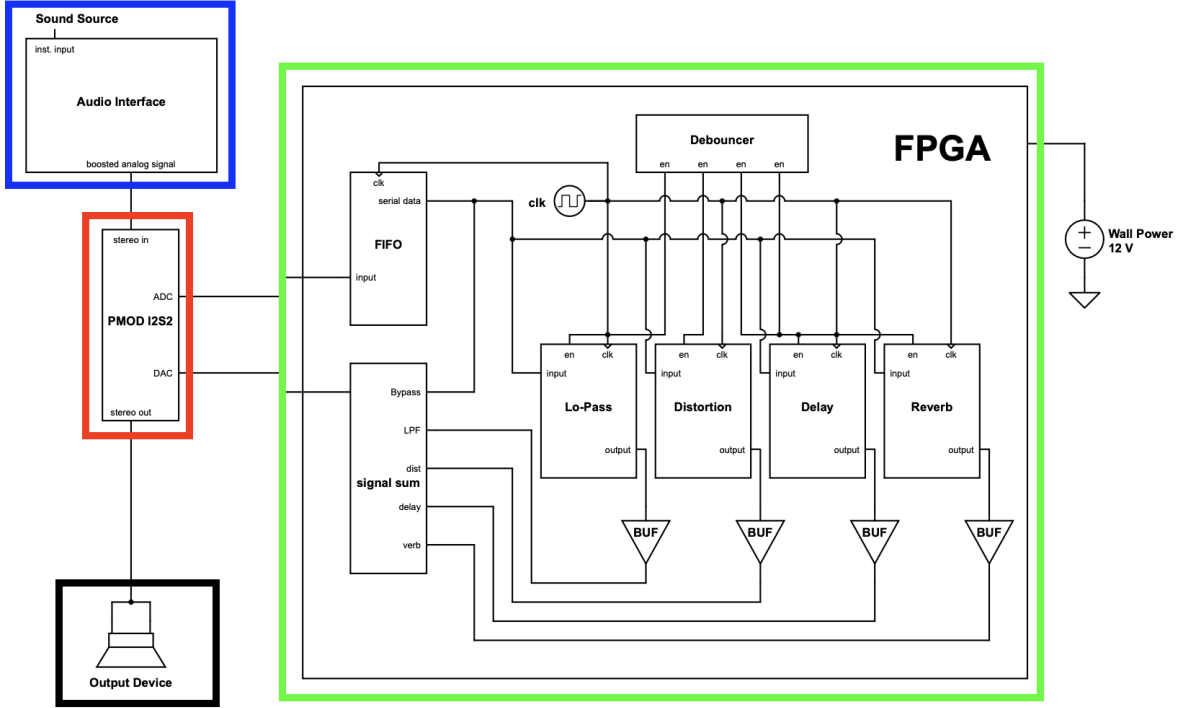 Sound Source
inst. input
Audio Interface
boosted analog signal
stereo in
ADC
PMOD I2S2
DAC
stereo out
Output Device
FPGA
Debouncer
en en en en
clk
clk
serial data
FIFO
input
Bypass
LPF
dist
signal sum
delay
verb
en clk
input
Lo-Pass
output
en clk
input
Distortion
output
en clk
input
Delay
output
en clk
input
Reverb
output
BUF
BUF
BUF
BUF
+
−
Wall Power
12 V